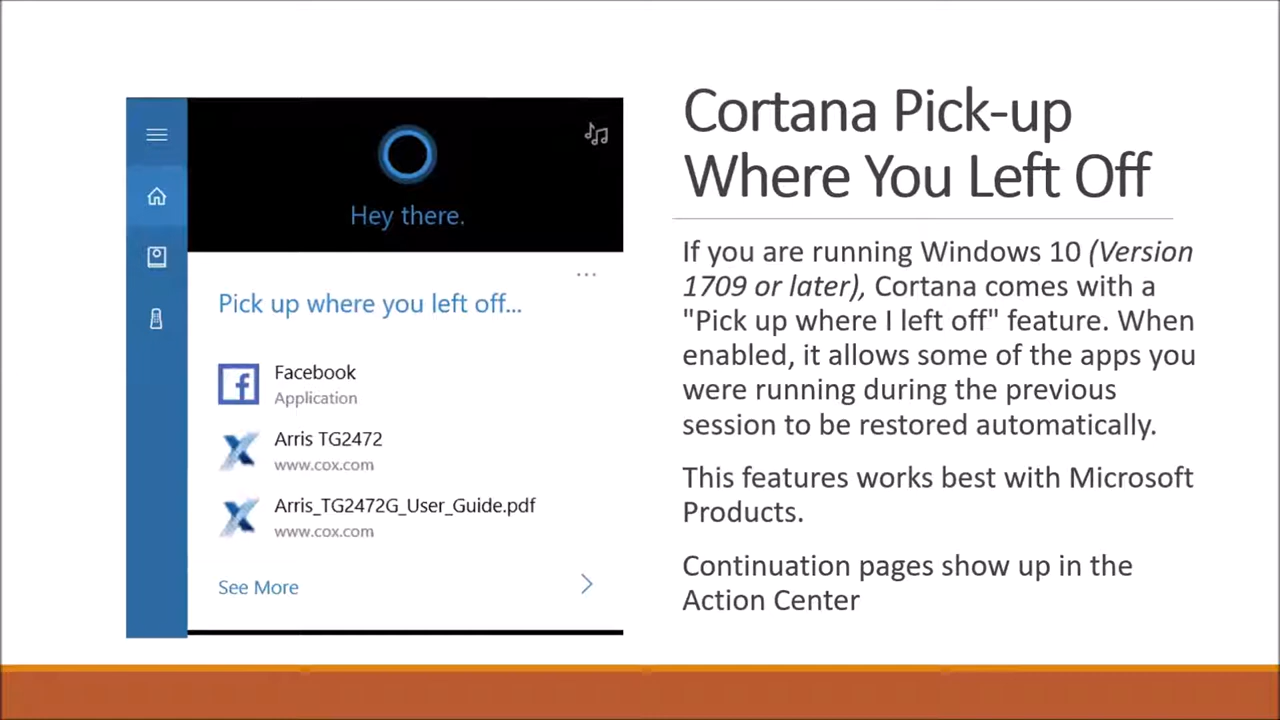 Hey there.
Pick up where you left off...
Facebook
Application
Arris TG2472
www.cox.com
Arris_TG2472G_User_Guide.pdf
www.cox.com
See More
Cortana Pick-up
Where You Left Off
If you are running Windows 10 (Version
1709 or later), Cortana comes with a
"Pick up where I left off" feature. When
enabled, it allows some of the apps you
were running during the previous
session to be restored automatically.
This features works best with Microsoft
Products.
Continuation pages show up in the
Action Center